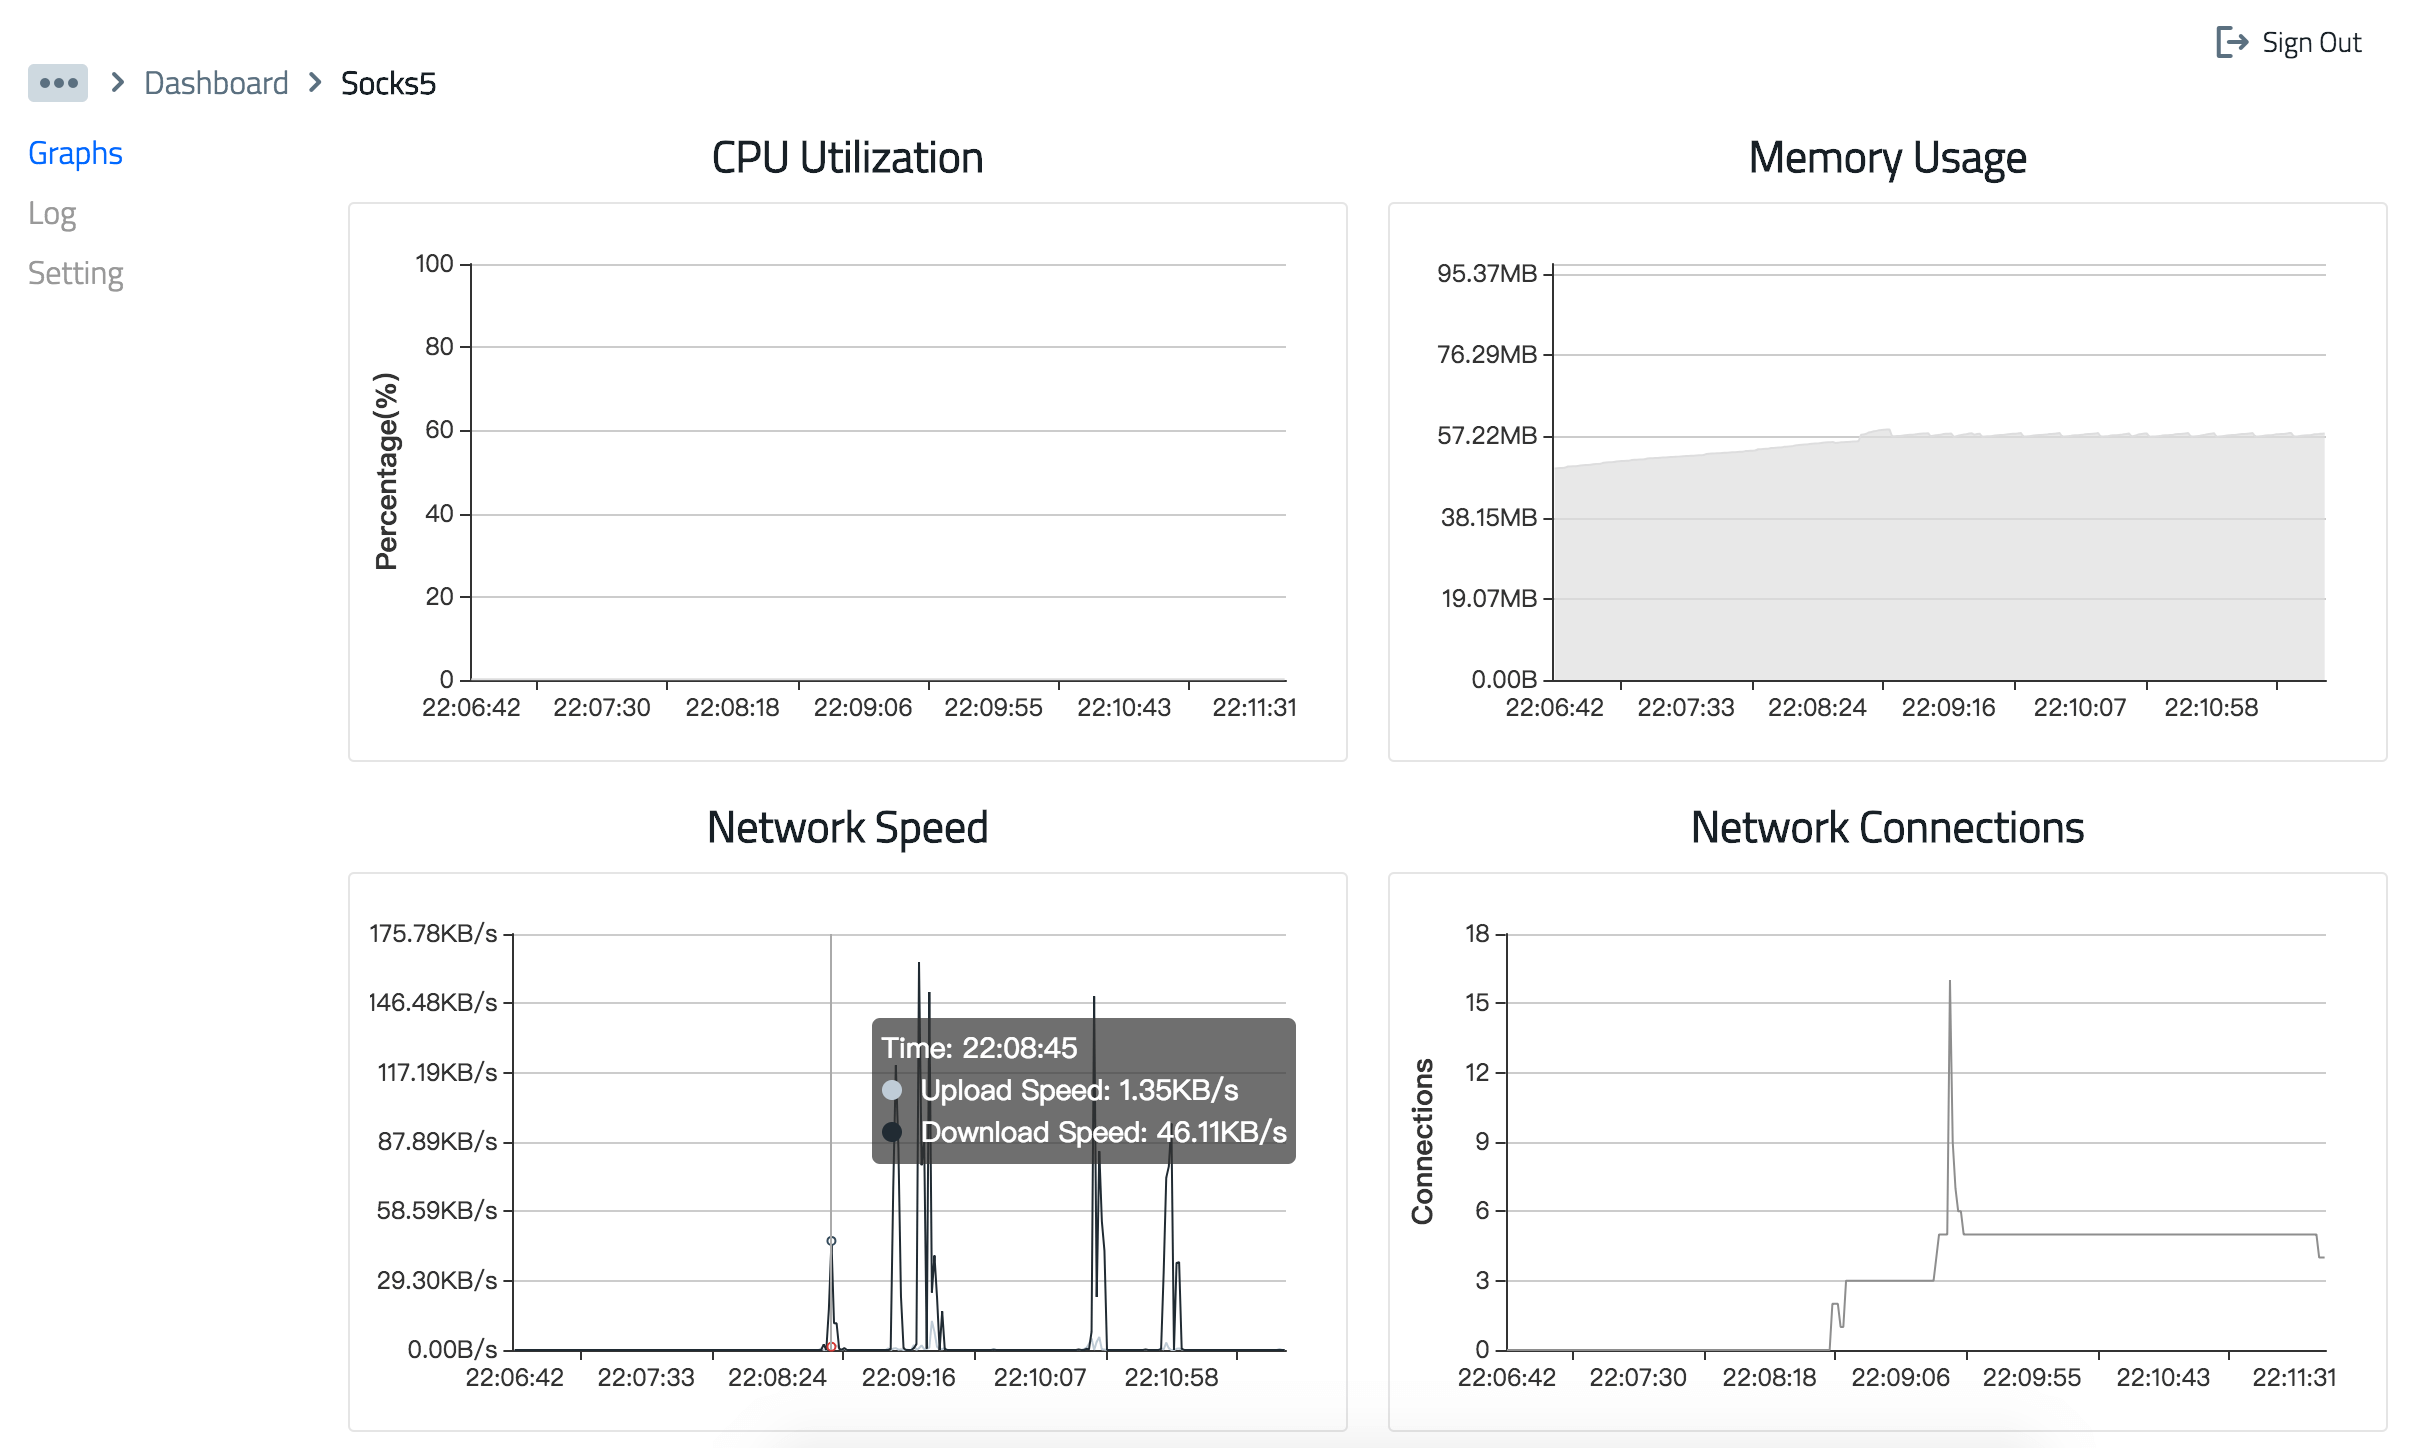 Sign Out
Dashboard
Socks5
Graphs
Log
Setting
CPU Utilization
Percentage(%)
100
80
60
40
20
0
22:06:42 22:07:30 22:08:18 22:09:06 22:09:55 22:10:43 22:11:31
Memory Usage
95.37MB
76.29MB
57.22MB
38.15MB
19.07MB
0.00B
22:06:42 22:07:33 22:08:24 22:09:16 22:10:07 22:10:58
Network Speed
175.78KB/s
146.48KB/s
117.19KB/s
87.89KB/s
58.59KB/s
29.30KB/s
0.00B/s
Time: 22:08:45
Upload Speed: 1.35KB/s
Download Speed: 46.11KB/s
22:06:42 22:07:33 22:08:24 22:09:16 22:10:07 22:10:58
Network Connections
Connections
18
15
12
9
6
3
0
22:06:42 22:07:30 22:08:18 22:09:06 22:09:55 22:10:43 22:11:31